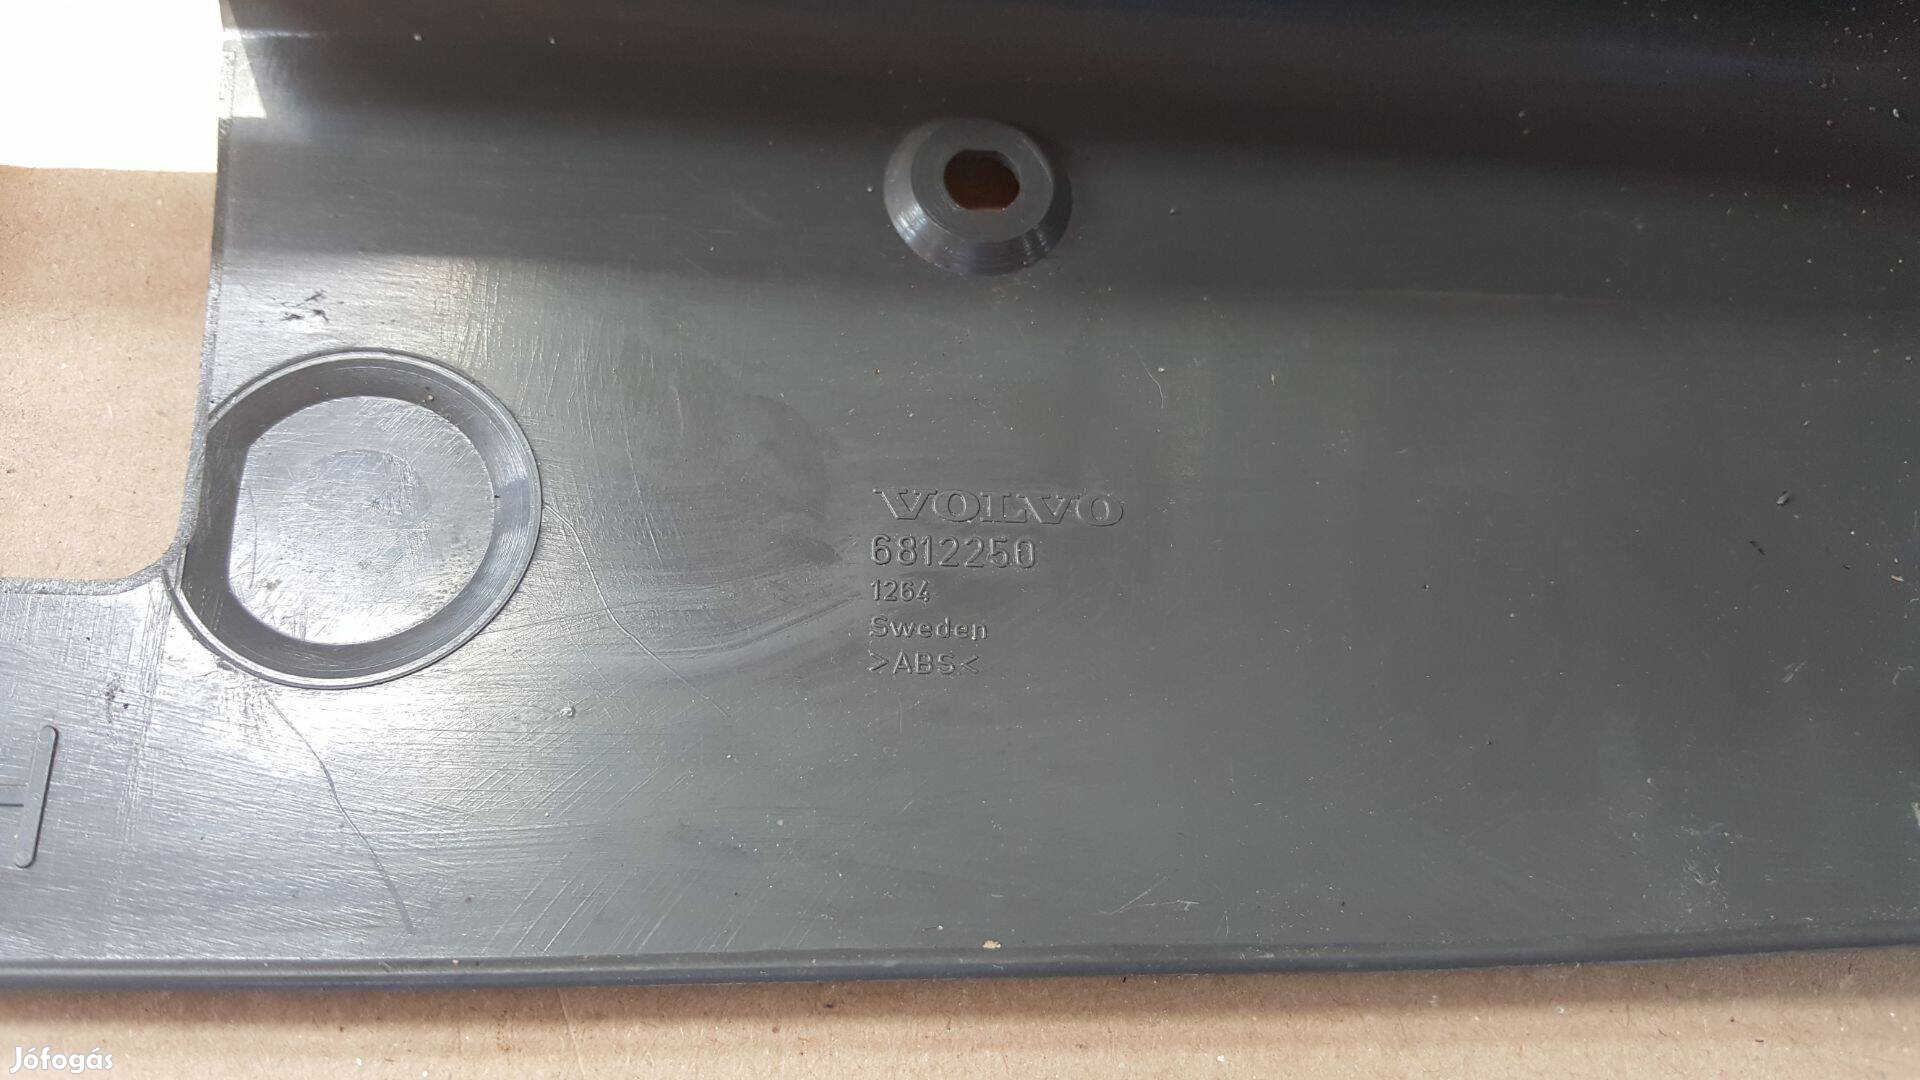 VOLVO
6812250
1264
Sweden
>ABS<
Jófogás